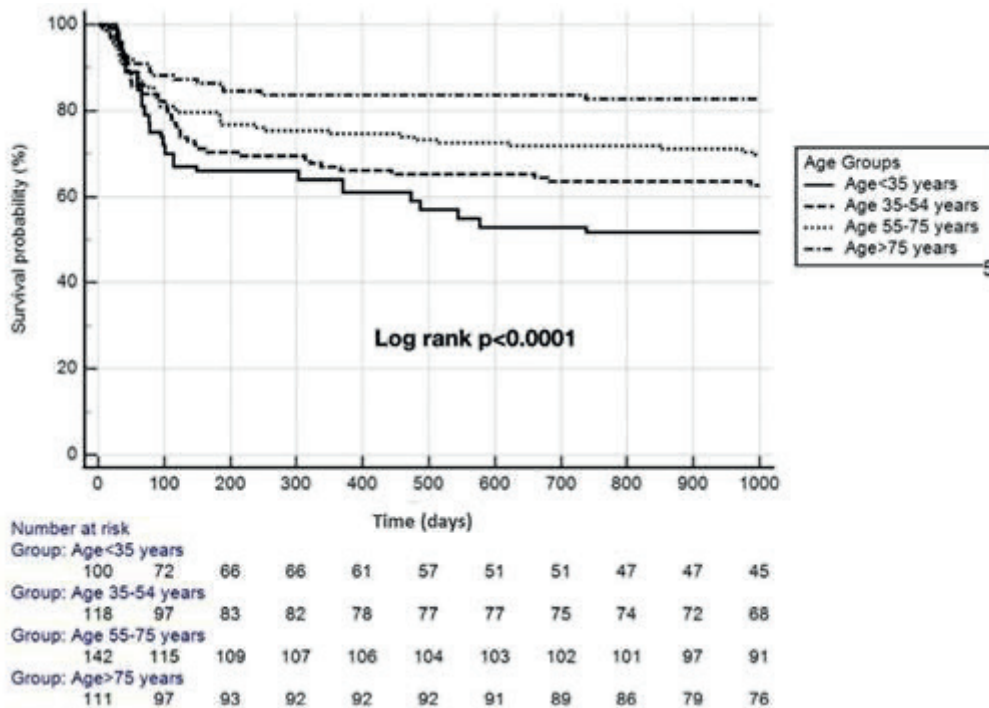 100
80
60
40
20
0
Survival probability (%)
Log rank p<0.0001
0 100 200 300 400 500 600 700 800 900 1000
Time (days)
Age Groups
Age<35 years
Age 35-54 years
Age 55-75 years
Age>75 years
5
Number at risk
Group: Age<35 years
100 72 66 66 61 57 51 51 47 47 45
Group: Age 35-54 years
118 97 83 82 78 77 77 75 74 72 68
Group: Age 55-75 years
142 115 109 107 106 104 103 102 101 97 91
Group: Age>75 years
111 97 93 92 92 92 91 89 86 79 76